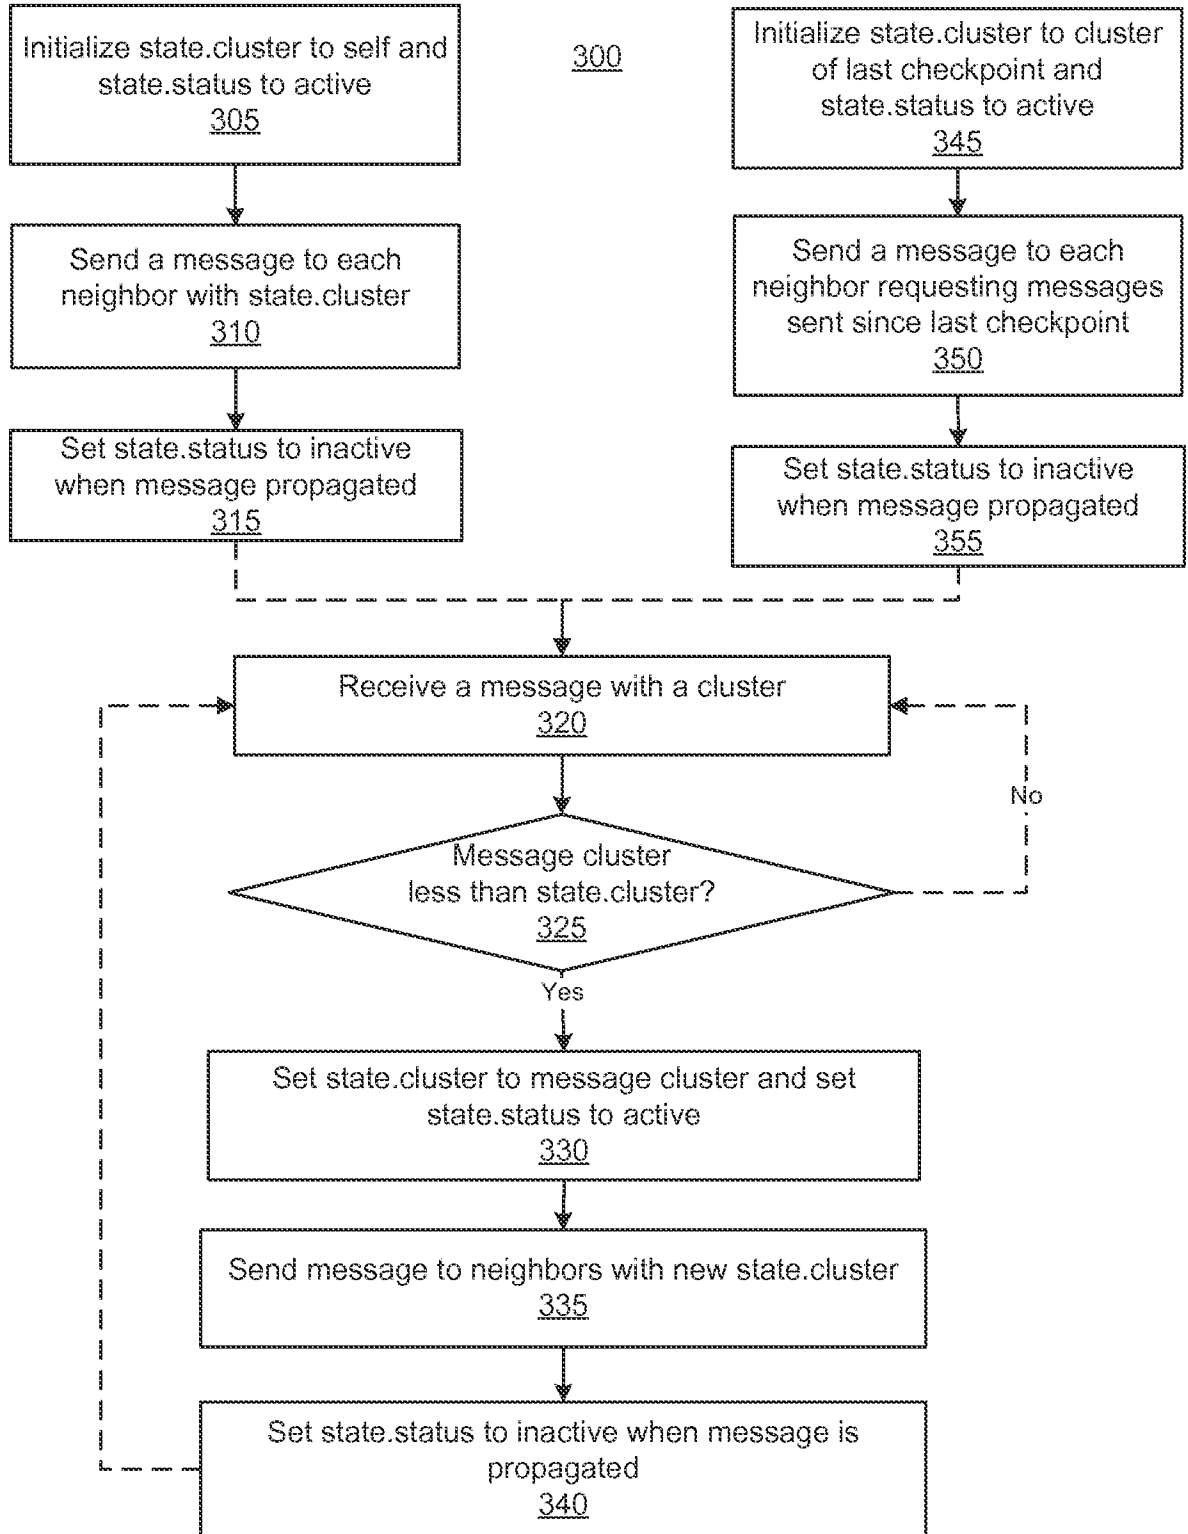 Initialize state.cluster to self and
state.status to active
305
300
Initialize state.cluster to cluster
of last checkpoint and
state.status to active
345
Send a message to each
neighbor with state.cluster
310
Send a message to each
neighbor requesting messages
sent since last checkpoint
350
Set state.status to inactive
when message propagated
315
Set state.status to inactive
when message propagated
355
Receive a message with a cluster
320
No
Message cluster
less than state.cluster?
325
Yes
Set state.cluster to message cluster and set
state.status to active
330
Send message to neighbors with new state.cluster
335
Set state.status to inactive when message is
propagated
340